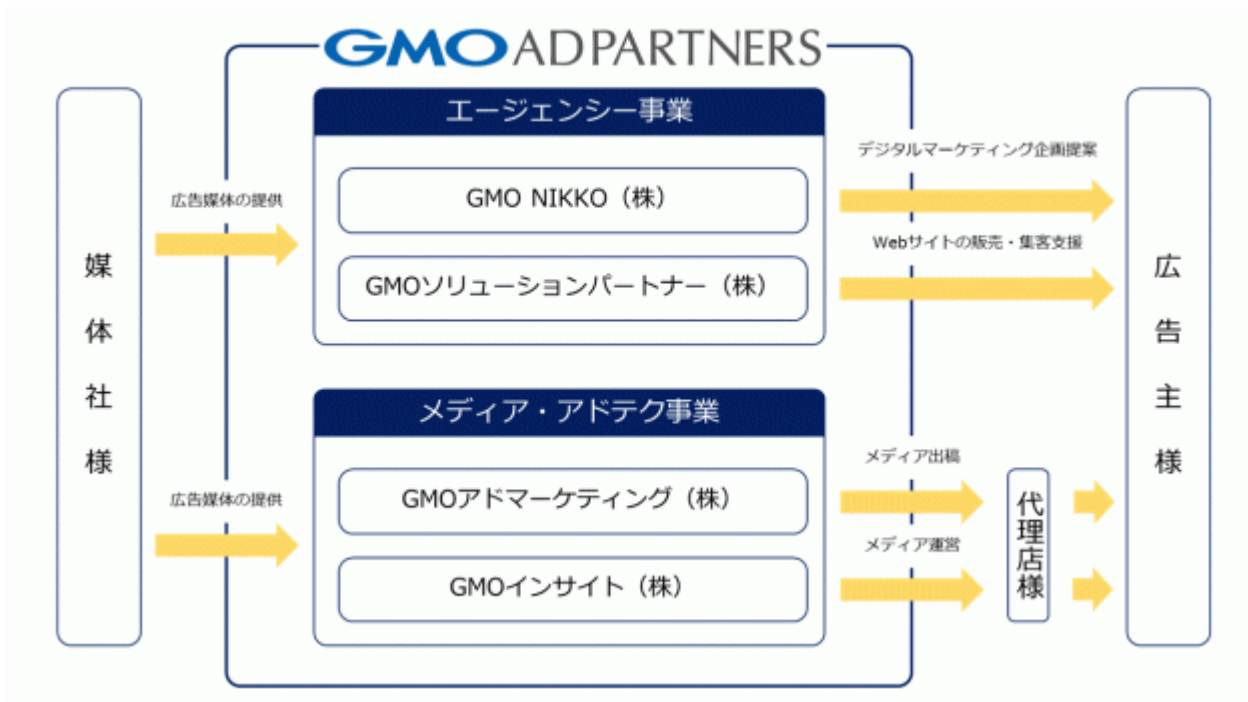 GMO AD PARTNERS
媒体社様
広告媒体の提供
エージェンシー事業
GMO NIKKO（株）
GMOソリューションパートナー（株）
デジタルマーケティング企画提案
Webサイトの販売・集客支援
広告媒体の提供
メディア・アドテク事業
GMOアドマーケティング（株）
GMOインサイト（株）
メディア出稿
メディア運営
代理店様
広告主様